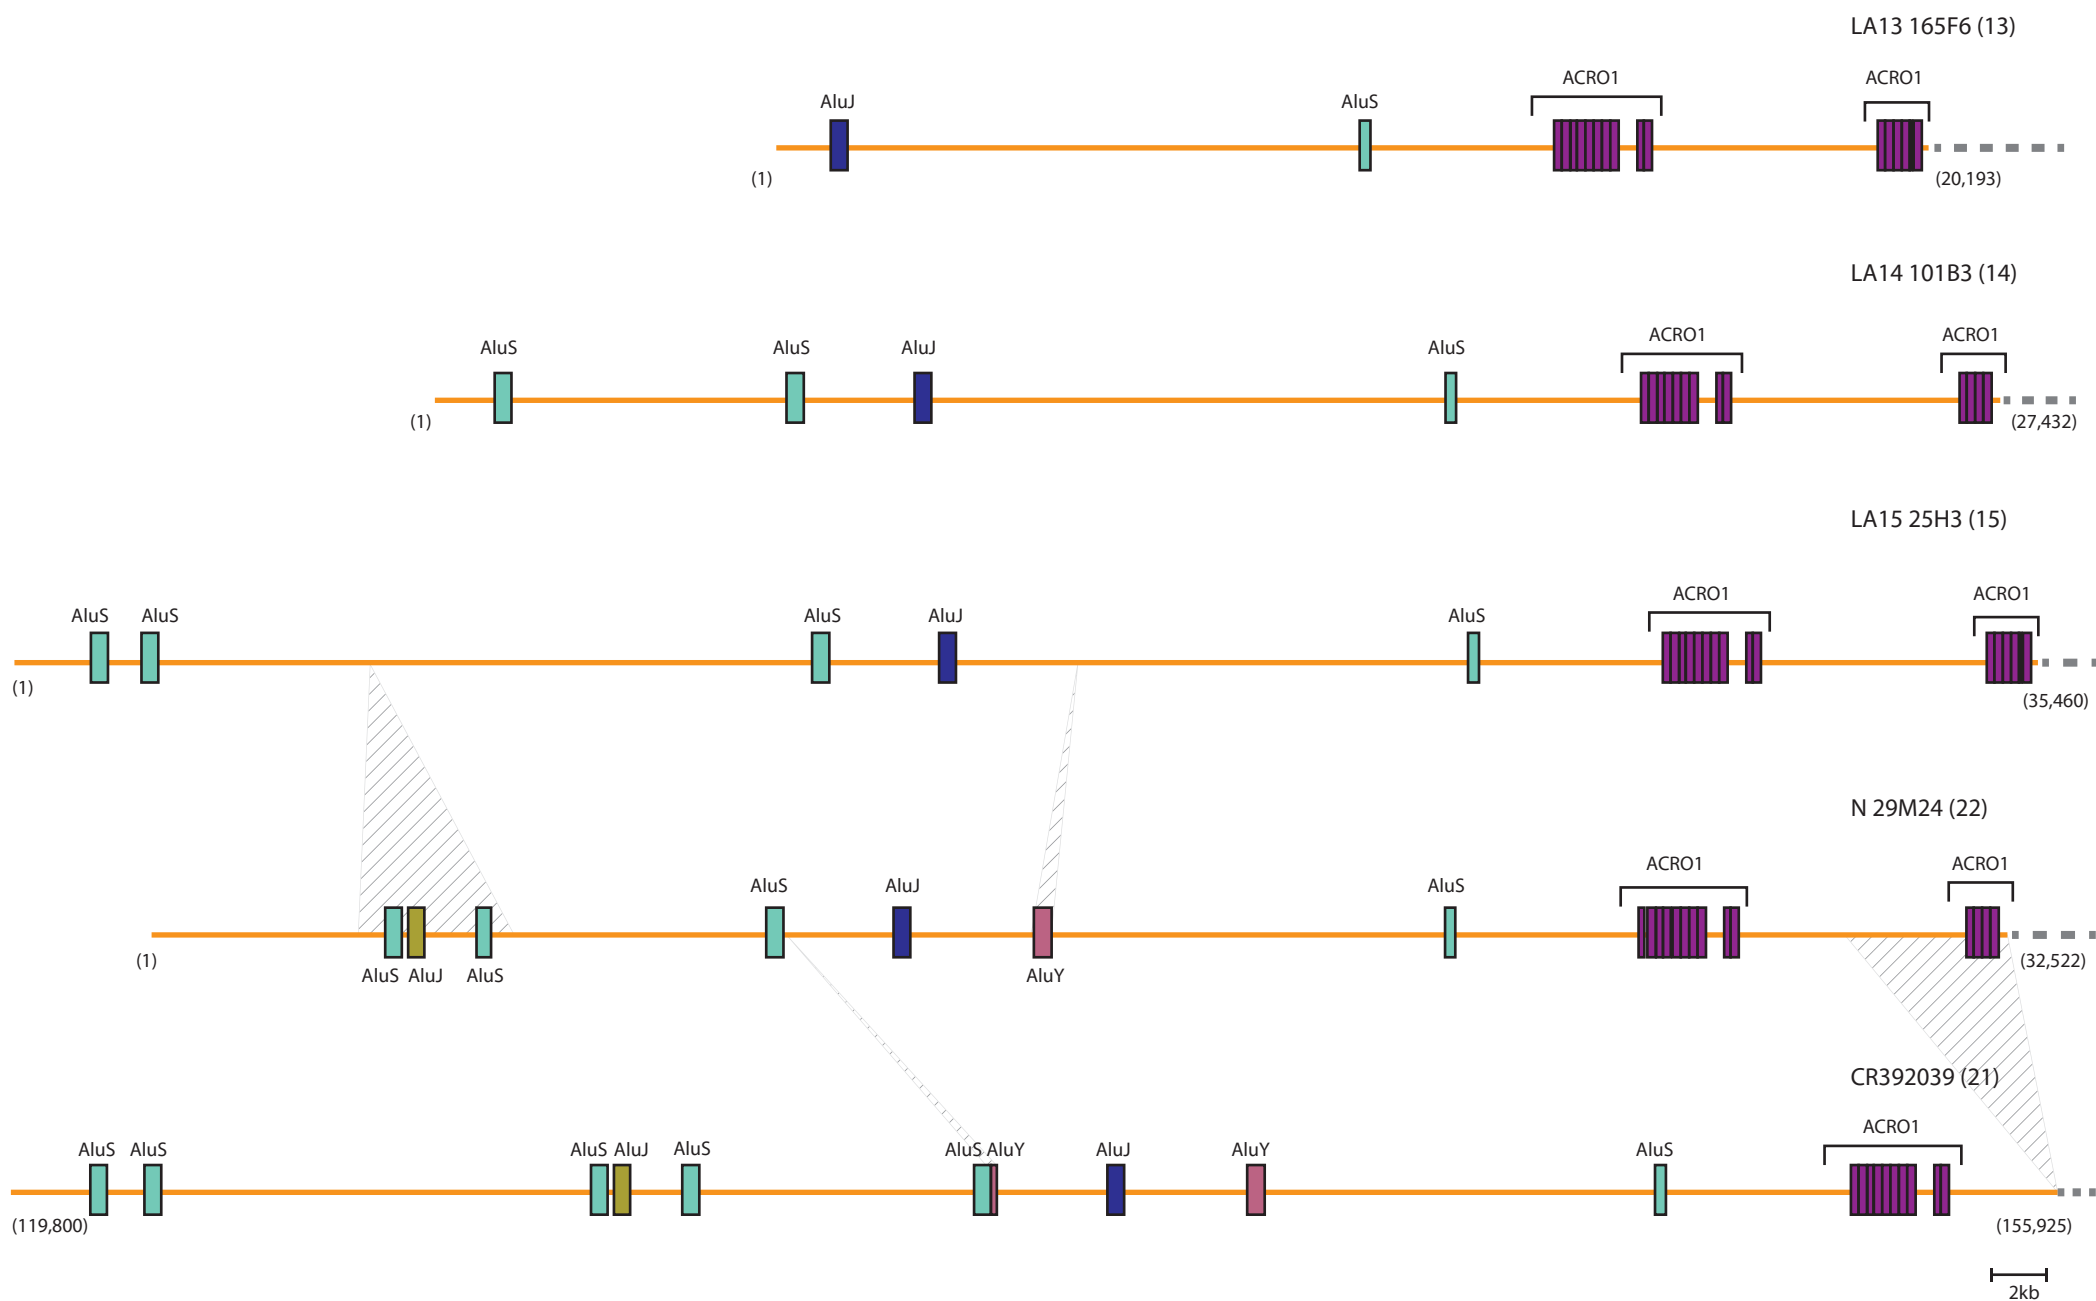 LA13 165F6 (13)
ACRO1 ACRO1
AluJ AluS
(1) (20,193)
LA14 101B3 (14)
ACRO1 ACRO1
AluS AluS AluJ AluS
(1) (27,432)
LA15 25H3 (15)
ACRO1 ACRO1
AluS AluS AluS AluJ AluS
(1) (35,460)
N 29M24 (22)
ACRO1 ACRO1
AluS AluJ AluS
(1) (32,522)
AluS AluJ AluS AluY
CR392039 (21)
ACRO1
AluS AluS AluS AluJ AluS AluS AluY AluJ AluY AluS
(119,800) (155,925)
2kb